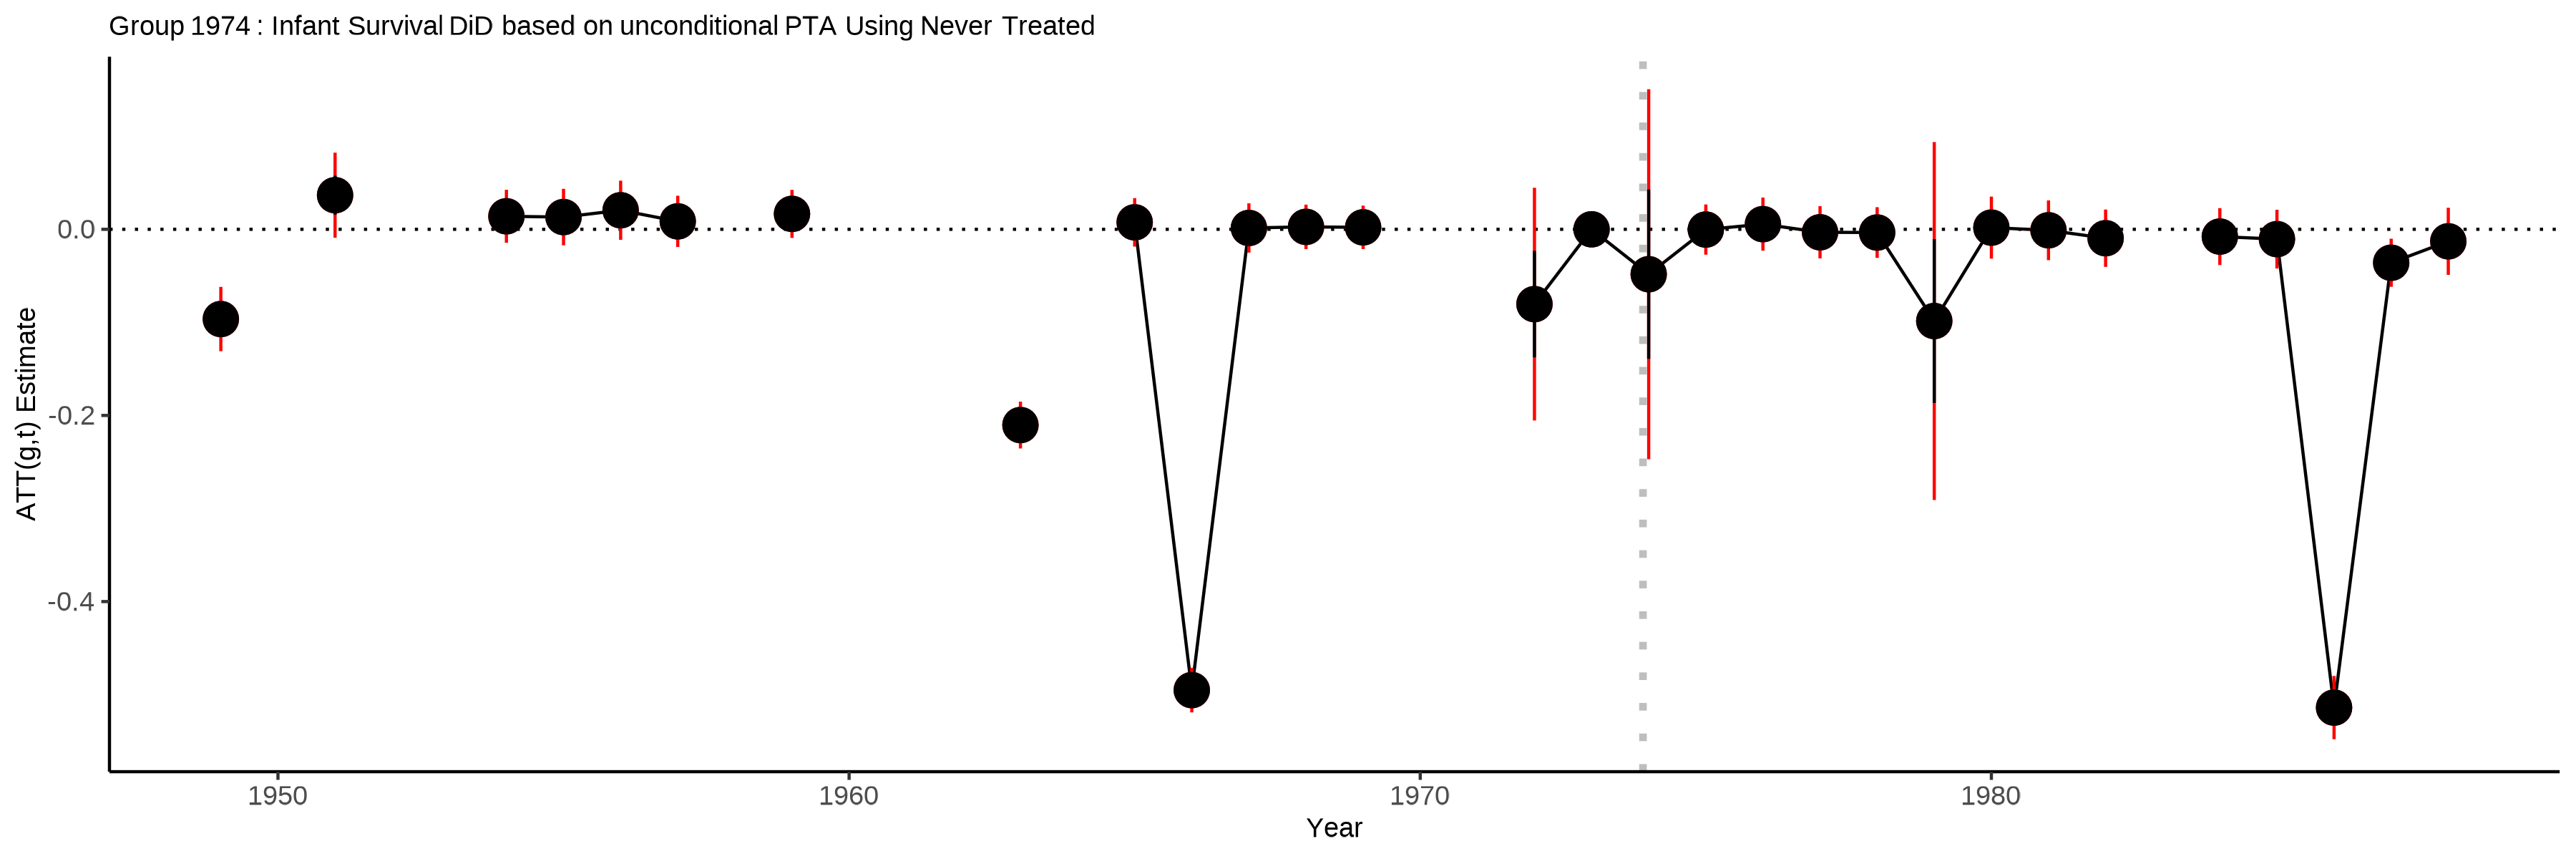 Group 1974 : Infant Survival DiD based on unconditional PTA Using Never Treated
ATT(g,t) Estimate
0.0
-0.2
-0.4
1950
1960
1970
1980
Year